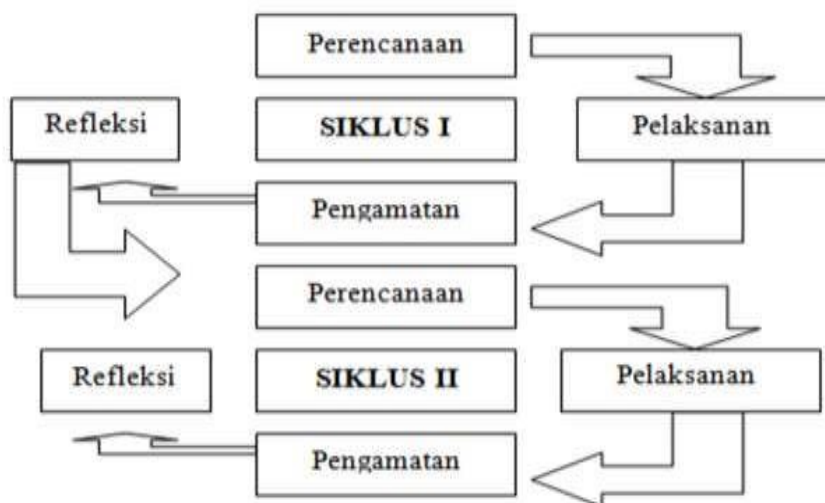 Perencanaan
Refleksi
SIKLUS I
Pelaksanan
Pengamatan
Perencanaan
Refleksi
SIKLUS II
Pelaksanan
Pengamatan